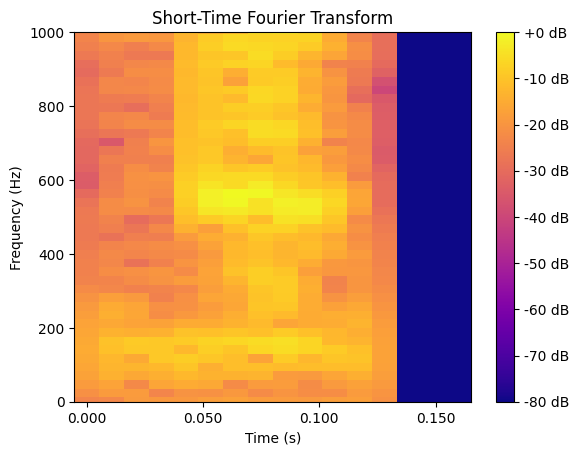 Short-Time Fourier Transform
1000
800
600
400
200
0
Frequency (Hz)
0.000
0.050
0.100
0.150
Time (s)
+0 dB
-10 dB
-20 dB
-30 dB
-40 dB
-50 dB
-60 dB
-70 dB
-80 dB